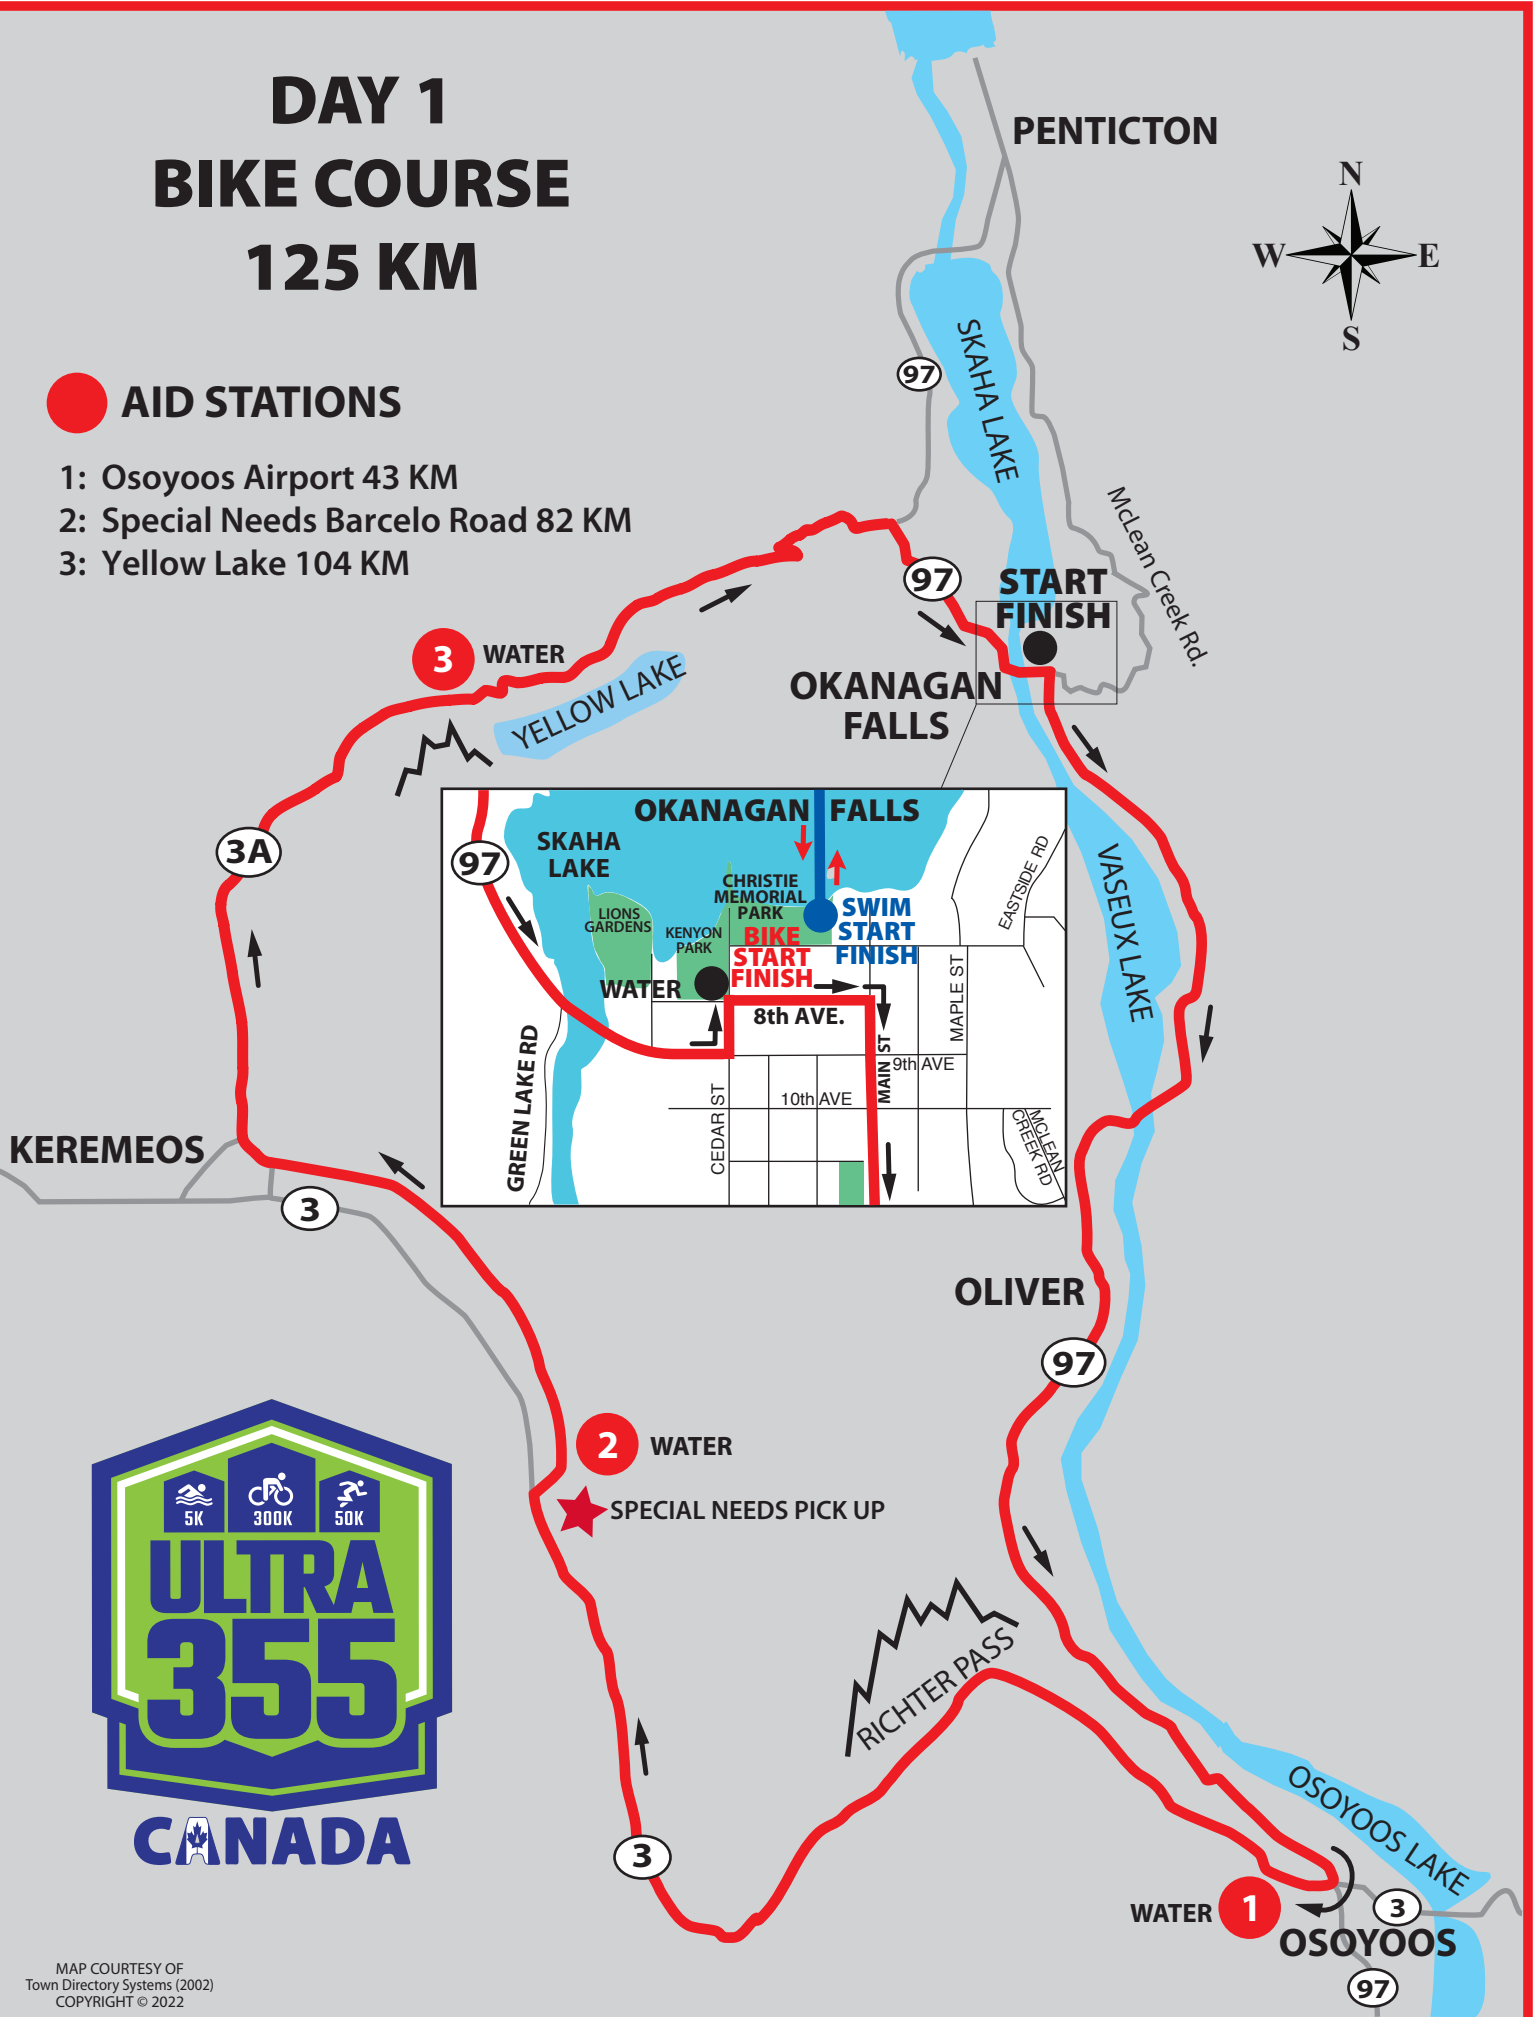 DAY 1
BIKE COURSE
125 KM
AID STATIONS
1: Osoyoos Airport 43 KM
2: Special Needs Barcelo Road 82 KM
3: Yellow Lake 104 KM
PENTICTON
N
W
E
S
SKAHA LAKE
97
McLean Creek Rd.
97
START
FINISH
OKANAGAN
FALLS
3
WATER
YELLOW LAKE
3A
OKANAGAN FALLS
SKAHA
LAKE
97
CHRISTIE
MEMORIAL
PARK
LIONS
GARDENS
KENYON
PARK
SWIM
START
FINISH
BIKE
START
FINISH
WATER
8th AVE.
EASTSIDE RD
MAPLE ST
MAIN ST
9th AVE
10th AVE
CEDAR ST
GREEN LAKE RD
MCLEAN
CREEK RD
VASEUX LAKE
KEREMEOS
3
OLIVER
97
2
WATER
SPECIAL NEEDS PICK UP
5K
300K
50K
ULTRA
355
CANADA
RICHTER PASS
3
OSOYOOS LAKE
WATER
1
3
OSOYOOS
97
MAP COURTESY OF
Town Directory Systems (2002)
COPYRIGHT © 2022